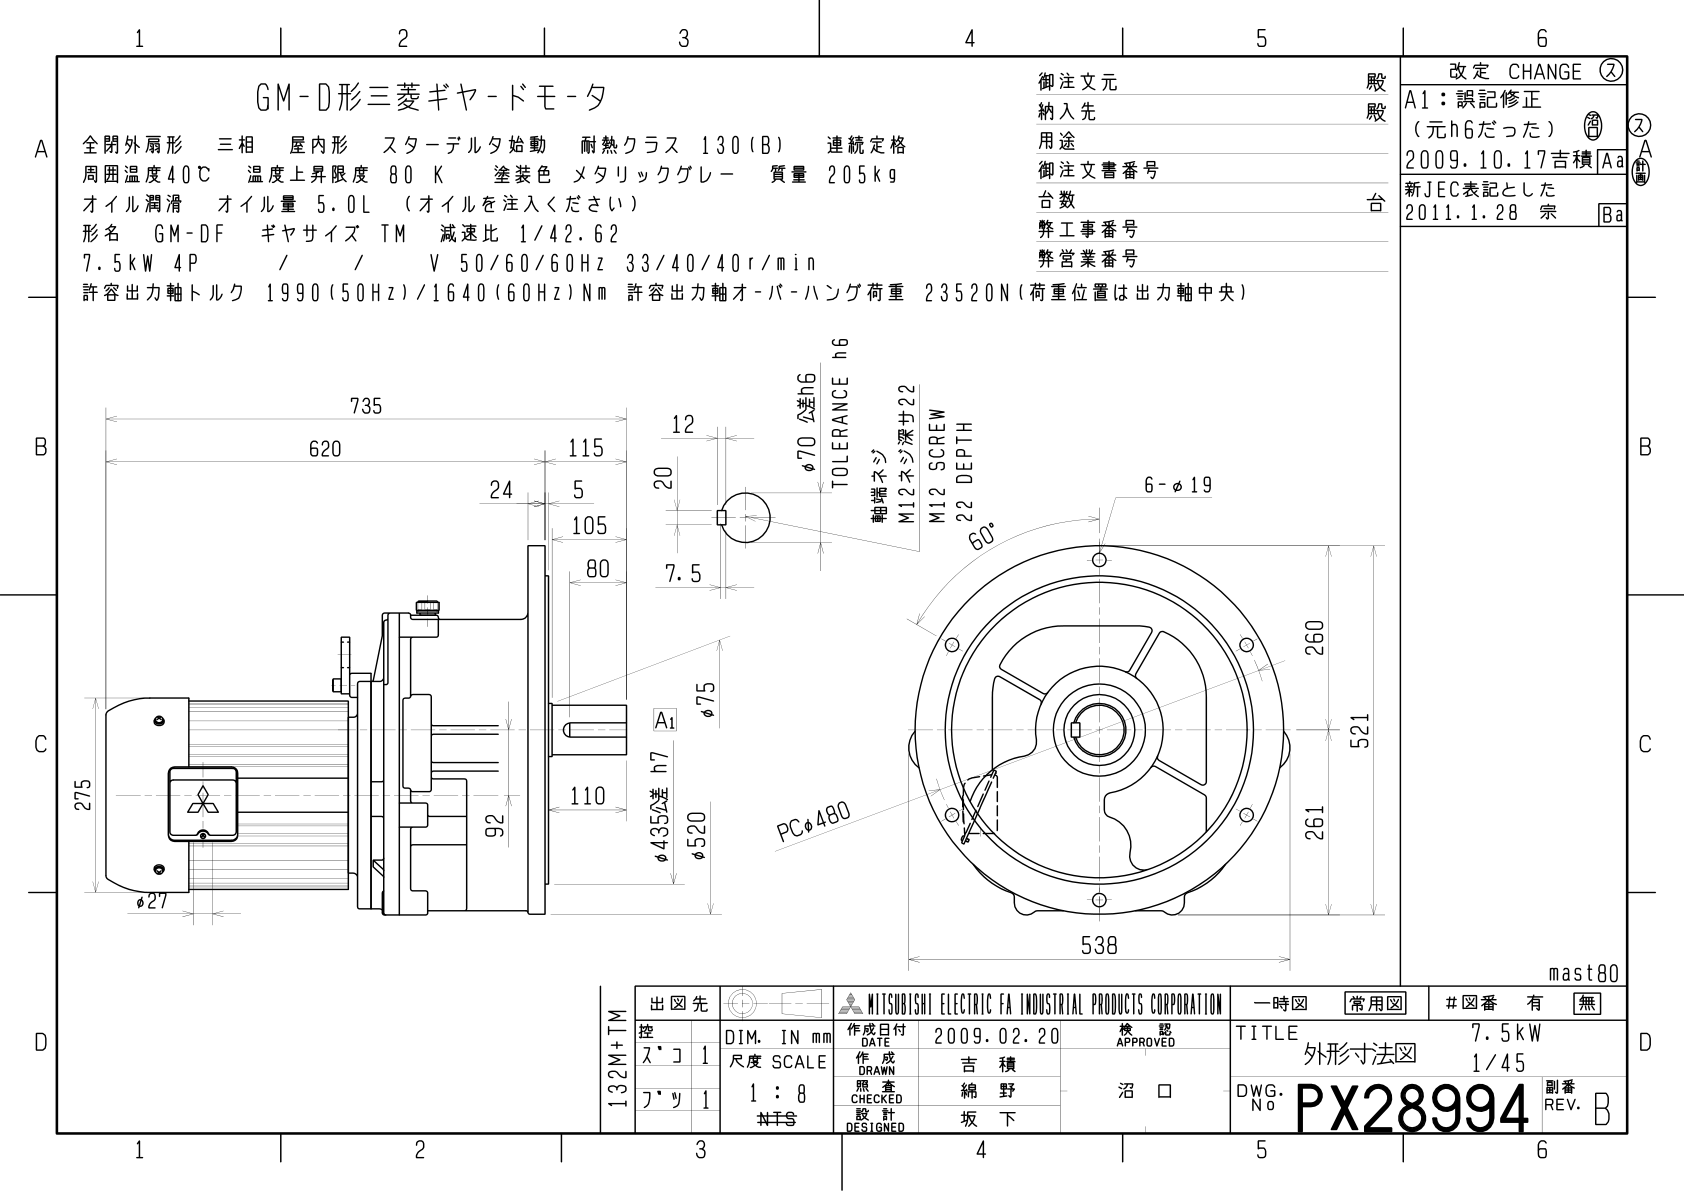 1 2 3 4 5 6
GM-D形三菱ギヤードモータ
全閉外扇形 三相 屋内形 スターデルタ始動 耐熱クラス 130(B) 連続定格
周囲温度40℃ 温度上昇限度 80 K 塗装色 メタリックグレー 質量 205kg
オイル潤滑 オイル量 5.0L (オイルを注入ください)
形名 GM-DF ギヤサイズ TM 減速比 1/42.62
7.5kW 4P / / V 50/60/60Hz 33/40/40r/min
許容出力軸トルク 1990(50Hz)/1640(60Hz)Nm 許容出力軸オーバーハング荷重 23520N(荷重位置は出力軸中央)
御注文元 殿
納入先 殿
用途
御注文書番号
台数 台
弊工事番号
弊営業番号
改定 CHANGE ス
A1:誤記修正
(元h6だった) 沼口
2009.10.17吉積 Aa
新JEC表記とした
2011.1.28 宗 Ba
ス
A
計画
A
B
C
D
A
B
C
D
735
620 115
24 5
105
80
110
275
φ27
92
φ435公差 h7
A1
φ520
φ75
12
20
7.5
φ70 公差h6
TOLERANCE h6
軸端ネジ
M12ネジ深サ22
M12 SCREW
22 DEPTH
6-φ19
60°
PCφ480
260
261
521
538
mast80
132M+TM
出図先
控
ズコ 1
ブツ 1
DIM. IN mm
尺度 SCALE
1 : 8
NTS
MITSUBISHI ELECTRIC FA INDUSTRIAL PRODUCTS CORPORATION
作成日付 DATE 2009.02.20
作成 DRAWN 吉積
照査 CHECKED 綿野
設計 DESIGNED 坂下
検認 APPROVED
沼口
一時図 常用図 #図番 有 無
TITLE
外形寸法図
7.5kW
1/45
DWG. No PX28994
副番 REV. B
1 2 3 4 5 6